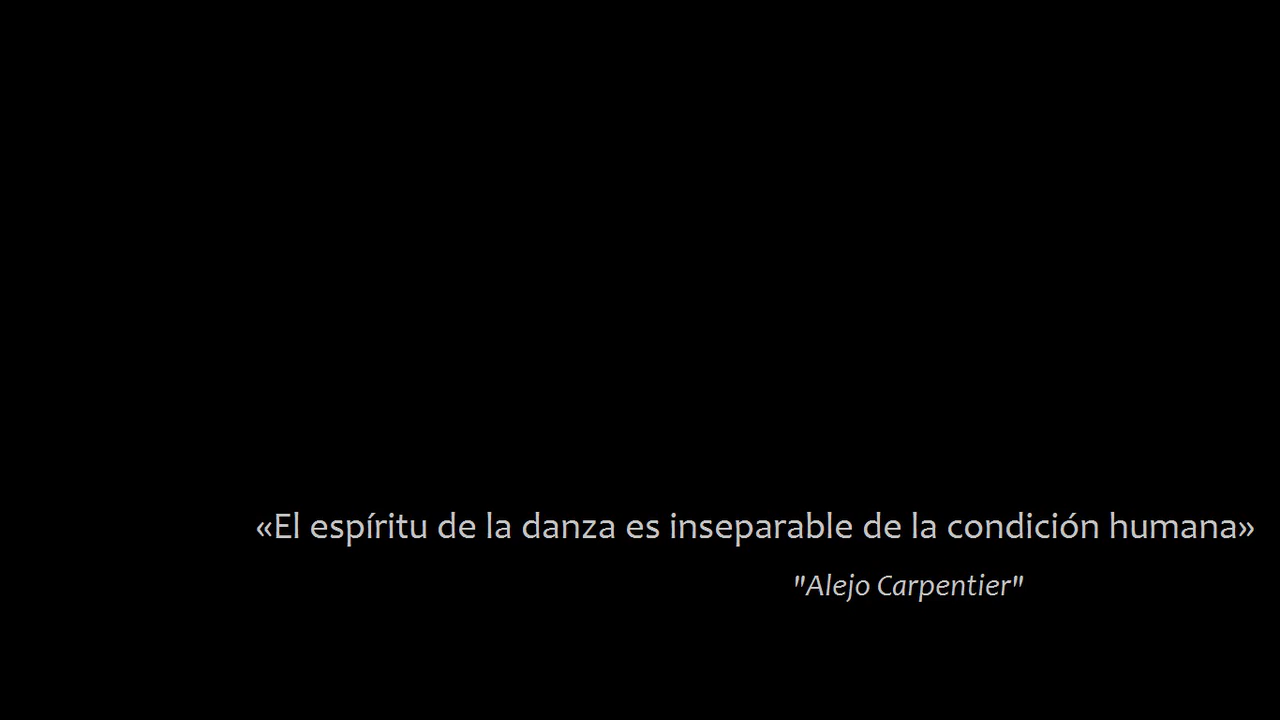 «El espíritu de la danza es inseparable de la condición humana»
"Alejo Carpentier"